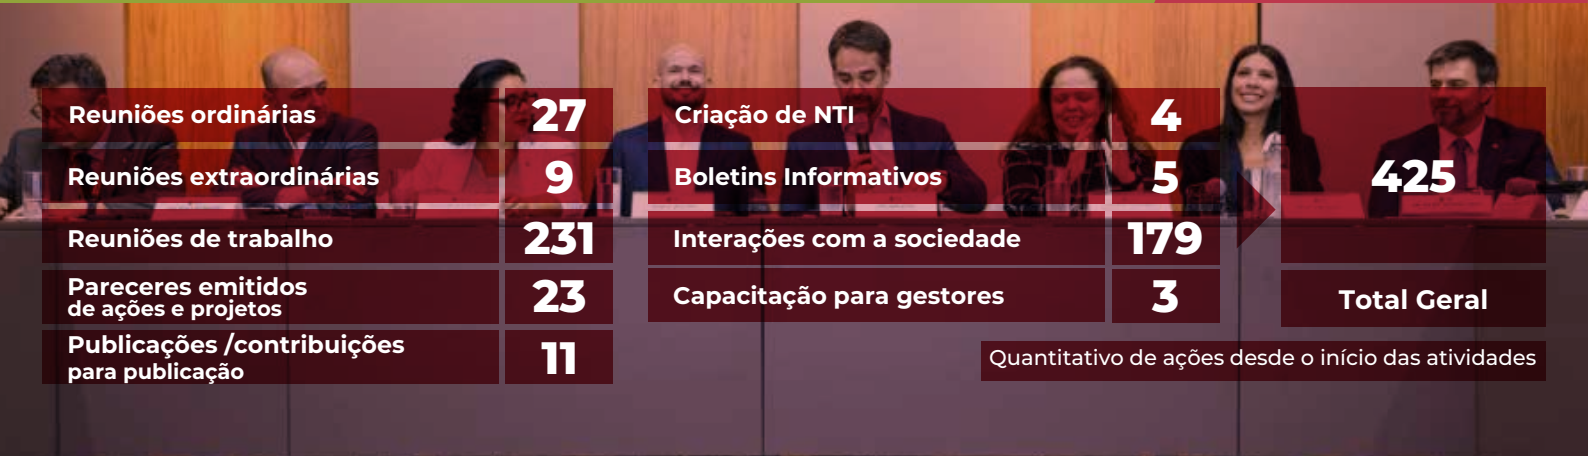 Reuniões ordinárias 27
Reuniões extraordinárias 9
Reuniões de trabalho 231
Pareceres emitidos
de ações e projetos 23
Publicações /contribuições
para publicação 11
Criação de NTI 4
Boletins Informativos 5
Interações com a sociedade 179
Capacitação para gestores 3
425
Total Geral
Quantitativo de ações desde o início das atividades